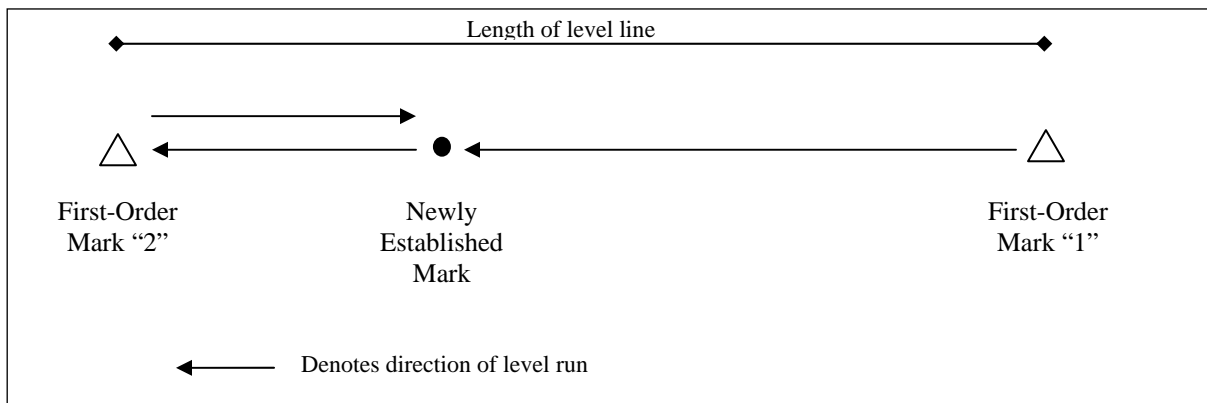 Length of level line
First-Order
Mark “2”
Newly
Established
Mark
First-Order
Mark “1”
Denotes direction of level run